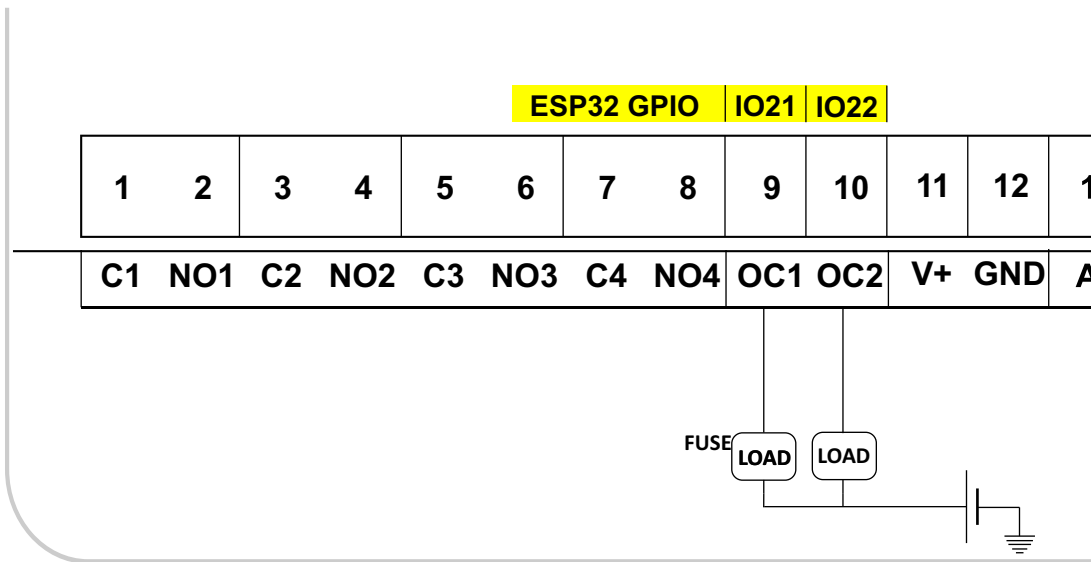 ESP32 GPIO IO21 IO22
1 2 3 4 5 6 7 8 9 10 11 12 1
C1 NO1 C2 NO2 C3 NO3 C4 NO4 OC1 OC2 V+ GND A
FUSE LOAD LOAD